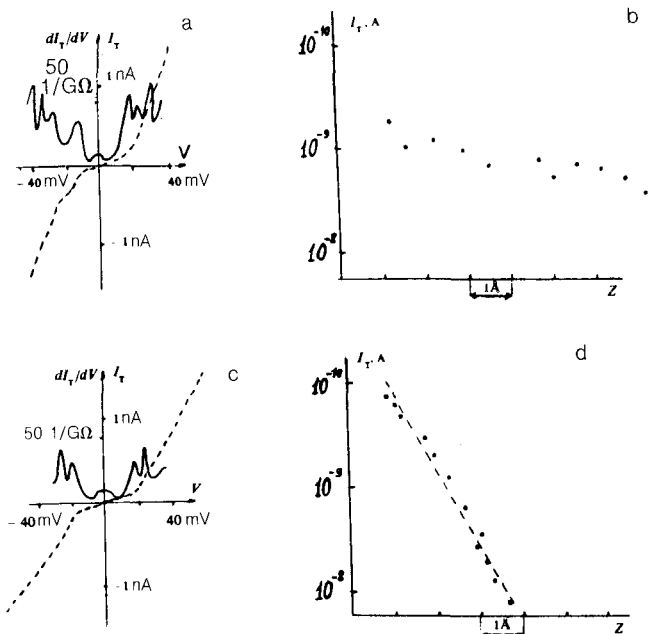 a
dI_T/dV I_T
50
1/GΩ
1 nA
V
- 40 mV
40 mV
- 1 nA
b
I_T, A
10^-10
10^-9
10^-8
1Å
Z
c
dI_T/dV I_T
1 nA
50 1/GΩ
V
- 40 mV
40 mV
- 1 nA
d
I_T, A
10^-10
10^-9
10^-8
1Å
Z